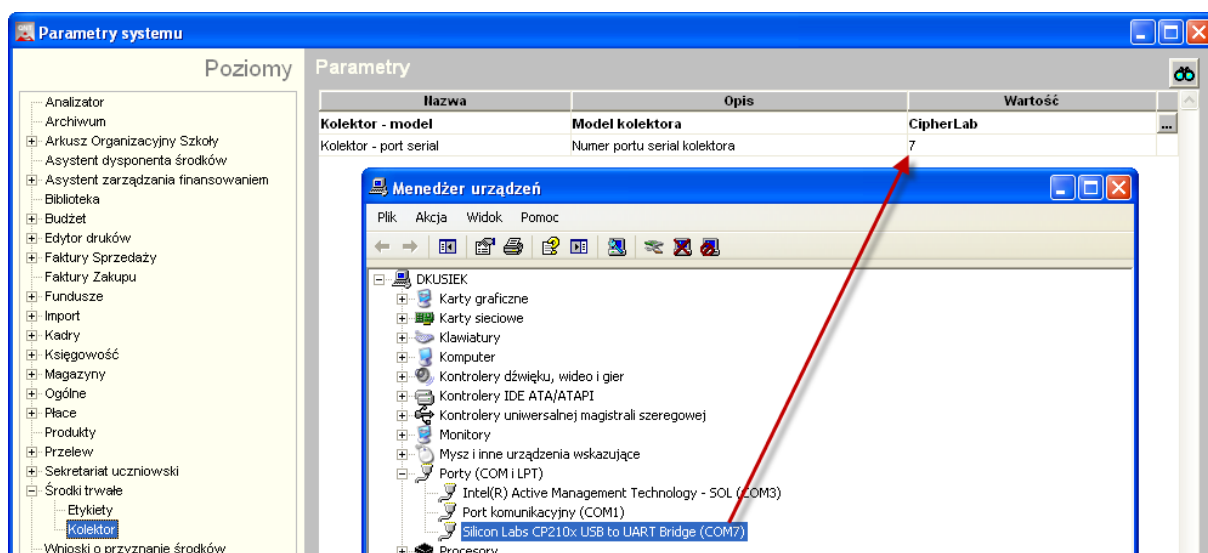 Parametry systemu
Poziomy
Analizator
Archiwum
Arkusz Organizacyjny Szkoły
Asystent dysponenta środków
Asystent zarządzania finansowaniem
Biblioteka
Budżet
Edytor druków
Faktury Sprzedaży
Faktury Zakupu
Fundusze
Import
Kadry
Księgowość
Magazyny
Ogólne
Płace
Produkty
Przelew
Sekretariat uczniowski
Środki trwałe
Etykiety
Kolektor
Wnioski o przyznanie środków
Parametry
Nazwa Opis Wartość
Kolektor - model Model kolektora CipherLab ...
Kolektor - port serial Numer portu serial kolektora 7
Menedżer urządzeń
Plik Akcja Widok Pomoc
DKUSIEK
Karty graficzne
Karty sieciowe
Klawiatury
Komputer
Kontrolery dźwięku, wideo i gier
Kontrolery IDE ATA/ATAPI
Kontrolery uniwersalnej magistrali szeregowej
Monitory
Mysz i inne urządzenia wskazujące
Porty (COM i LPT)
Intel(R) Active Management Technology - SOL (COM3)
Port komunikacyjny (COM1)
Silicon Labs CP210x USB to UART Bridge (COM7)
Procesory